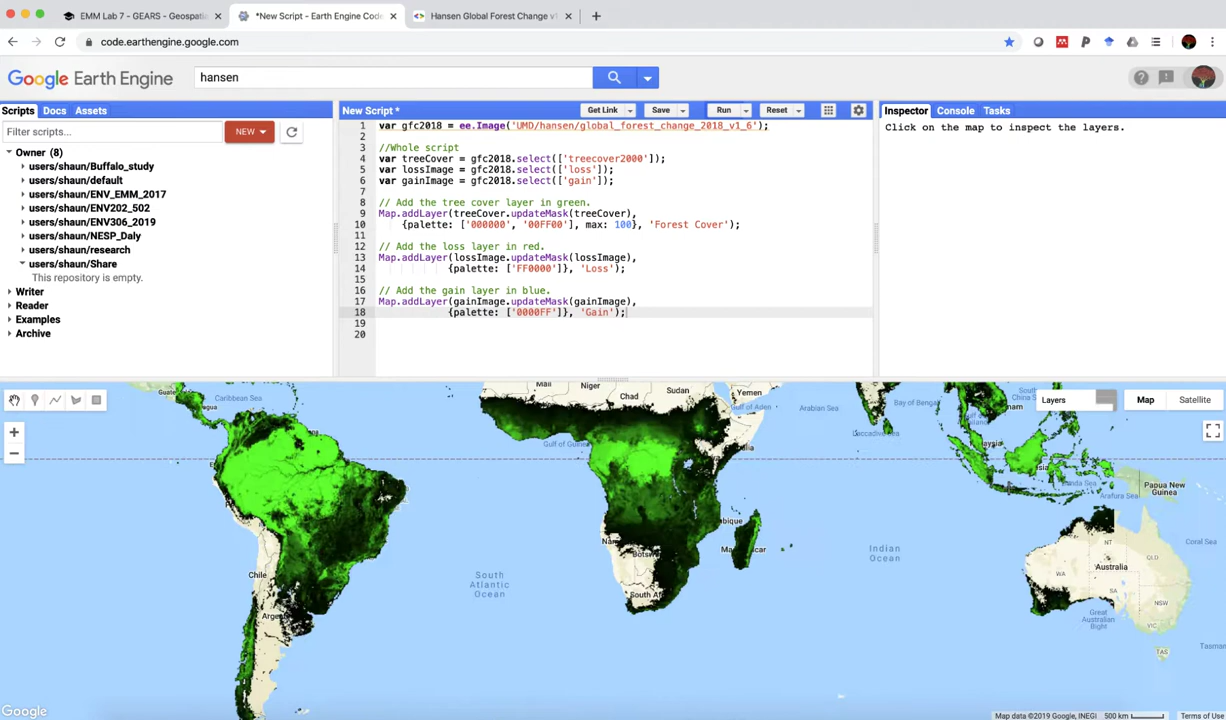 EMM Lab 7 - GEARS - Geospati
*New Script - Earth Engine Cod
Hansen Global Forest Change v1
code.earthengine.google.com
Google Earth Engine
hansen
Scripts Docs Assets
Filter scripts...
NEW
Owner (8)
users/shaun/Buffalo_study
users/shaun/default
users/shaun/ENV_EMM_2017
users/shaun/ENV202_502
users/shaun/ENV306_2019
users/shaun/NESP_Daly
users/shaun/research
users/shaun/Share
This repository is empty.
Writer
Reader
Examples
Archive
New Script *
Get Link
Save
Run
Reset
1 var gfc2018 = ee.Image('UMD/hansen/global_forest_change_2018_v1_6');
2
3 //Whole script
4 var treeCover = gfc2018.select(['treecover2000']);
5 var lossImage = gfc2018.select(['loss']);
6 var gainImage = gfc2018.select(['gain']);
7
8 // Add the tree cover layer in green.
9 Map.addLayer(treeCover.updateMask(treeCover),
10 {palette: ['000000', '00FF00'], max: 100}, 'Forest Cover');
11
12 // Add the loss layer in red.
13 Map.addLayer(lossImage.updateMask(lossImage),
14 {palette: ['FF0000']}, 'Loss');
15
16 // Add the gain layer in blue.
17 Map.addLayer(gainImage.updateMask(gainImage),
18 {palette: ['0000FF']}, 'Gain');
19
20
Inspector Console Tasks
Click on the map to inspect the layers.
Layers
Map
Satellite
Caribbean Sea
Mali
Niger
Chad
Sudan
Yemen
Gulf of Aden
Arabian Sea
Bay of Bengal
Laccadive Sea
Gulf of Guinea
Banda Sea
Arafura Sea
Papua New
Guinea
Coral Sea
Indian
Ocean
South
Atlantic
Ocean
Chile
South Af
NT
WA
Australia
QLD
SA
NSW
VIC
TAS
Great
Australian
Bight
Google
Map data ©2019 Google, INEGI
500 km
Terms of Use